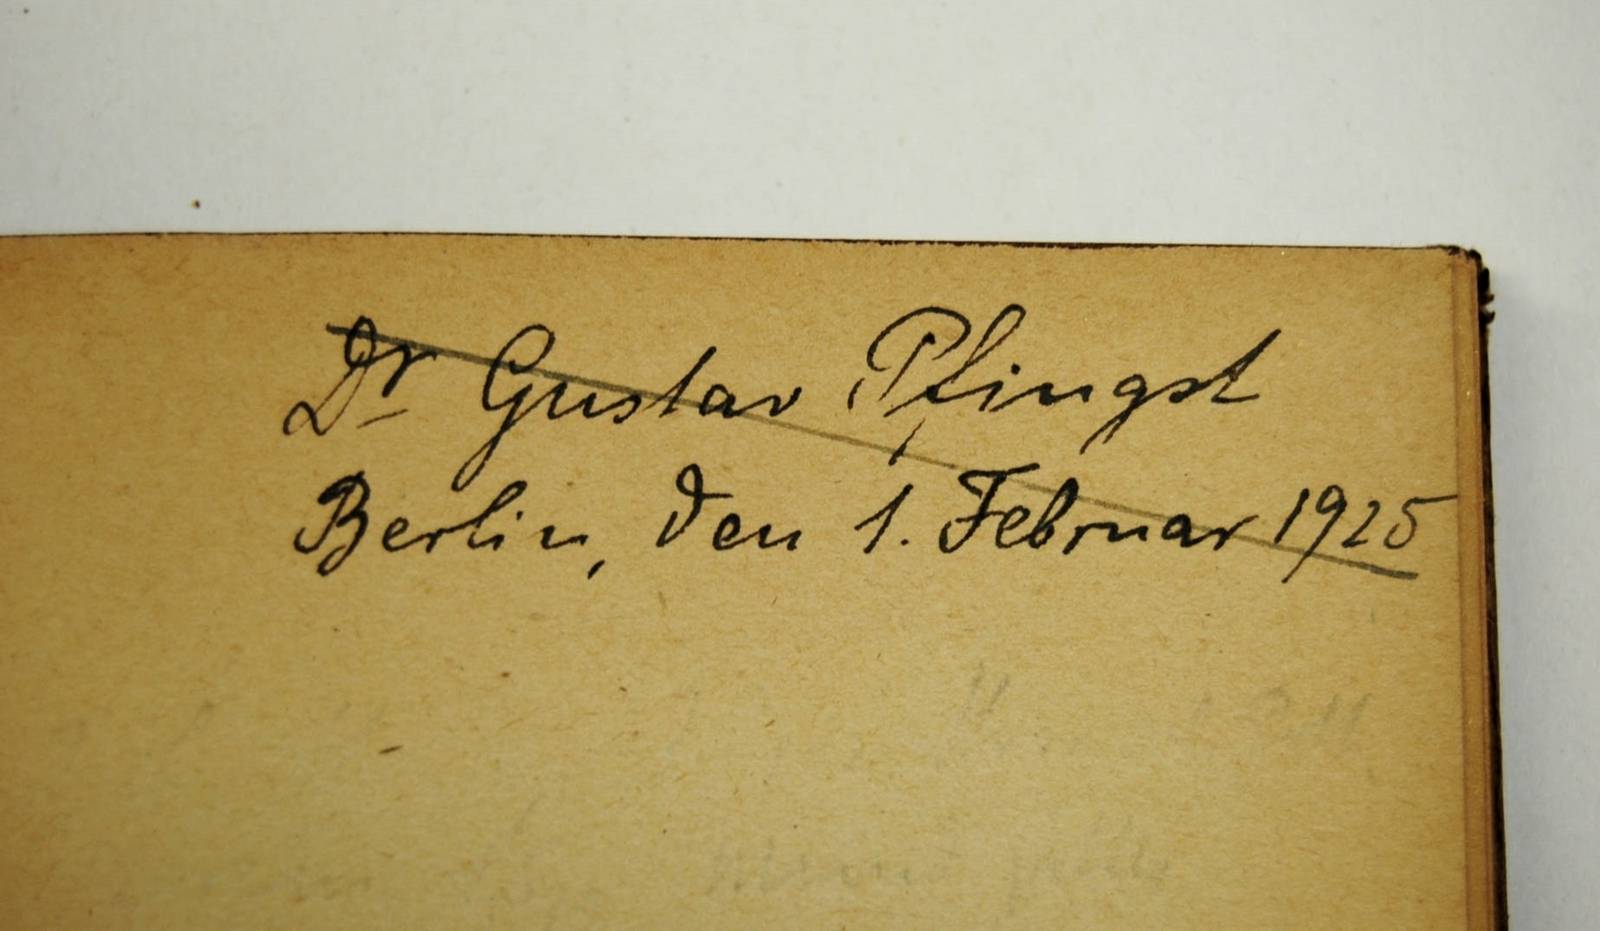 Dr Gustav Pfingst
Berlin, den 1. Februar 1925